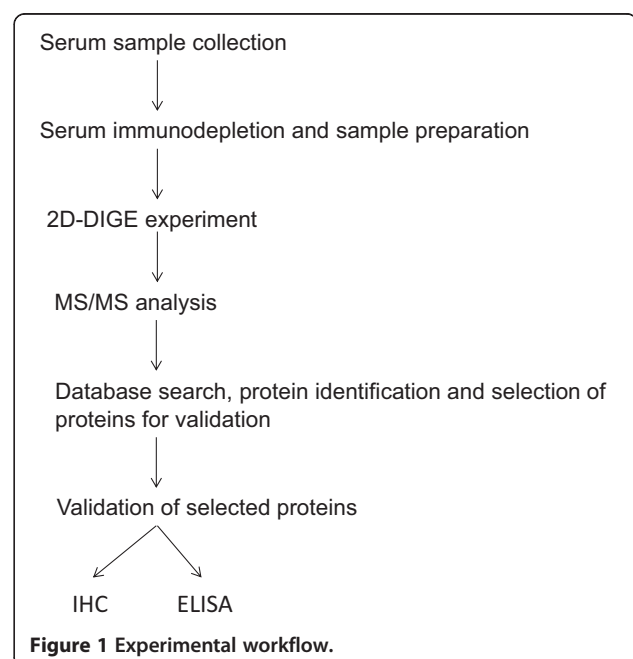 Serum sample collection
Serum immunodepletion and sample preparation
2D-DIGE experiment
MS/MS analysis
Database search, protein identification and selection of
proteins for validation
Validation of selected proteins
IHC ELISA
Figure 1 Experimental workflow.